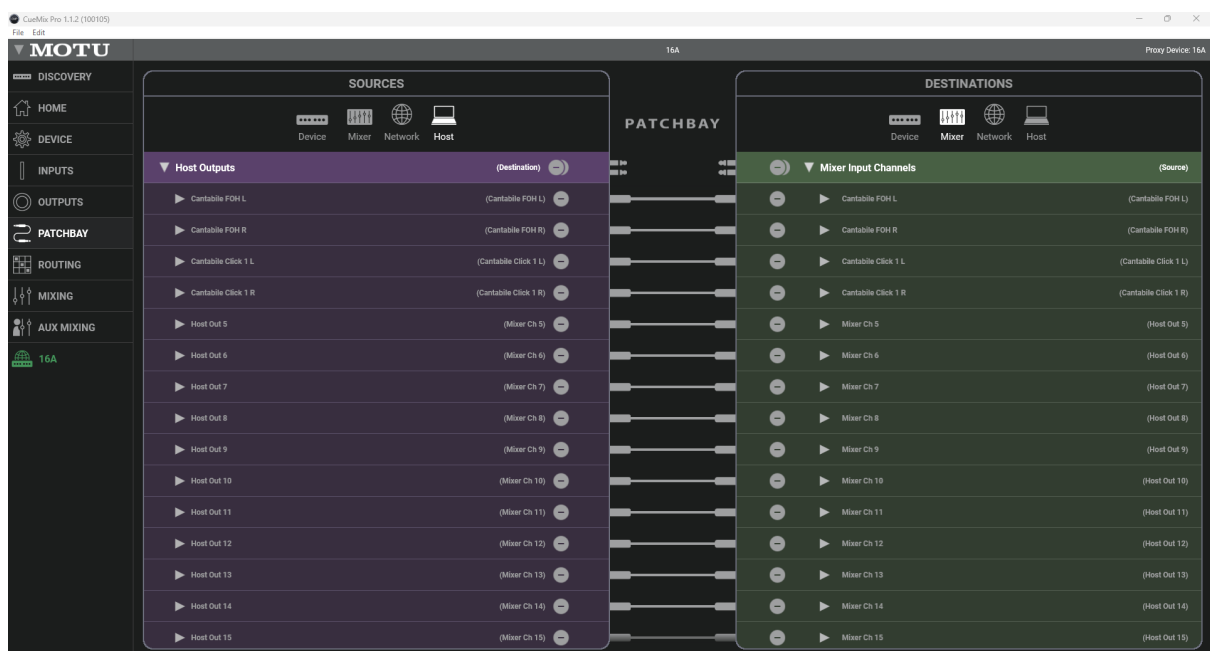 CueMix Pro 1.1.2 (100105)
File Edit
MOTU 16A Proxy Device: 16A
DISCOVERY
HOME
DEVICE
INPUTS
OUTPUTS
PATCHBAY
ROUTING
MIXING
AUX MIXING
16A
SOURCES
Device Mixer Network Host
Host Outputs (Destination)
Cantabile FOH L (Cantabile FOH L)
Cantabile FOH R (Cantabile FOH R)
Cantabile Click 1 L (Cantabile Click 1 L)
Cantabile Click 1 R (Cantabile Click 1 R)
Host Out 5 (Mixer Ch 5)
Host Out 6 (Mixer Ch 6)
Host Out 7 (Mixer Ch 7)
Host Out 8 (Mixer Ch 8)
Host Out 9 (Mixer Ch 9)
Host Out 10 (Mixer Ch 10)
Host Out 11 (Mixer Ch 11)
Host Out 12 (Mixer Ch 12)
Host Out 13 (Mixer Ch 13)
Host Out 14 (Mixer Ch 14)
Host Out 15 (Mixer Ch 15)
PATCHBAY
DESTINATIONS
Device Mixer Network Host
Mixer Input Channels (Source)
Cantabile FOH L (Cantabile FOH L)
Cantabile FOH R (Cantabile FOH R)
Cantabile Click 1 L (Cantabile Click 1 L)
Cantabile Click 1 R (Cantabile Click 1 R)
Mixer Ch 5 (Host Out 5)
Mixer Ch 6 (Host Out 6)
Mixer Ch 7 (Host Out 7)
Mixer Ch 8 (Host Out 8)
Mixer Ch 9 (Host Out 9)
Mixer Ch 10 (Host Out 10)
Mixer Ch 11 (Host Out 11)
Mixer Ch 12 (Host Out 12)
Mixer Ch 13 (Host Out 13)
Mixer Ch 14 (Host Out 14)
Mixer Ch 15 (Host Out 15)